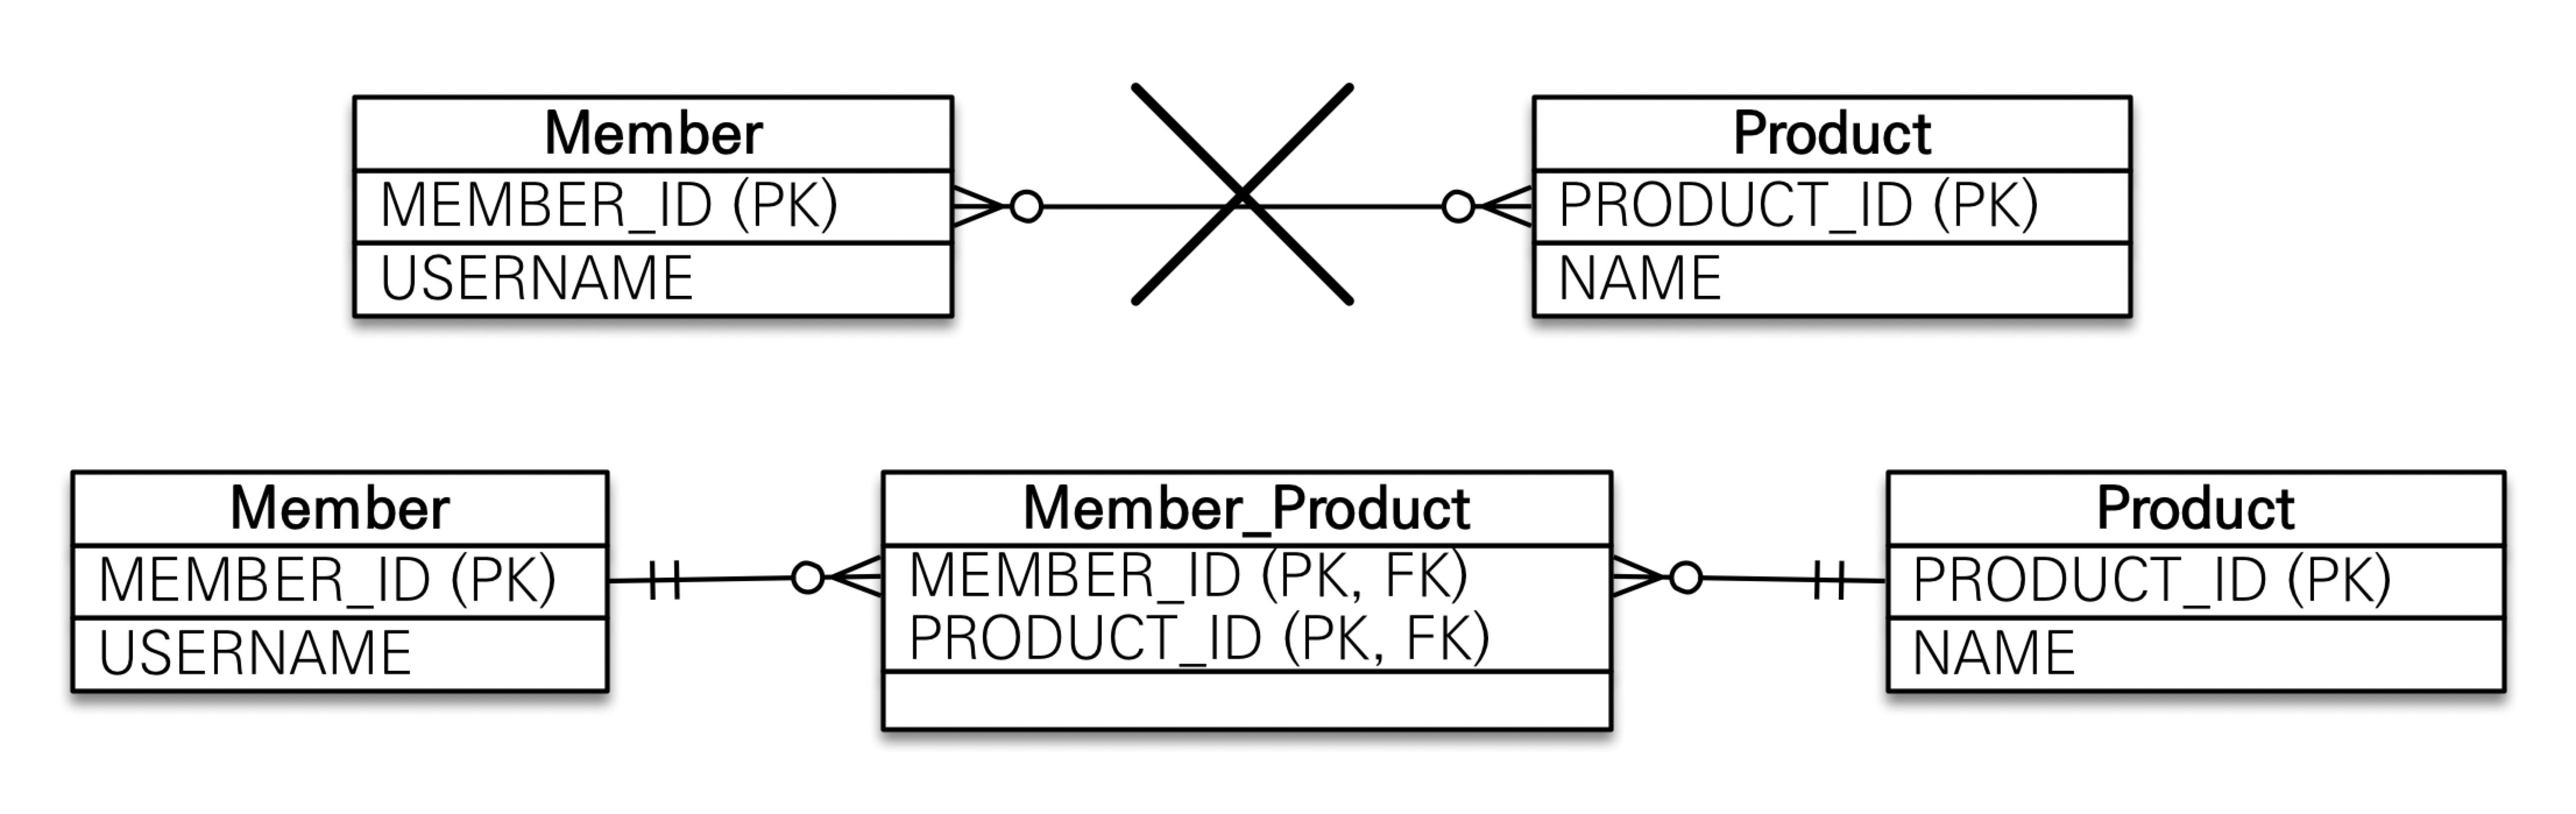 Member
MEMBER_ID (PK)
USERNAME
Product
PRODUCT_ID (PK)
NAME
Member
MEMBER_ID (PK)
USERNAME
Member_Product
MEMBER_ID (PK, FK)
PRODUCT_ID (PK, FK)
Product
PRODUCT_ID (PK)
NAME